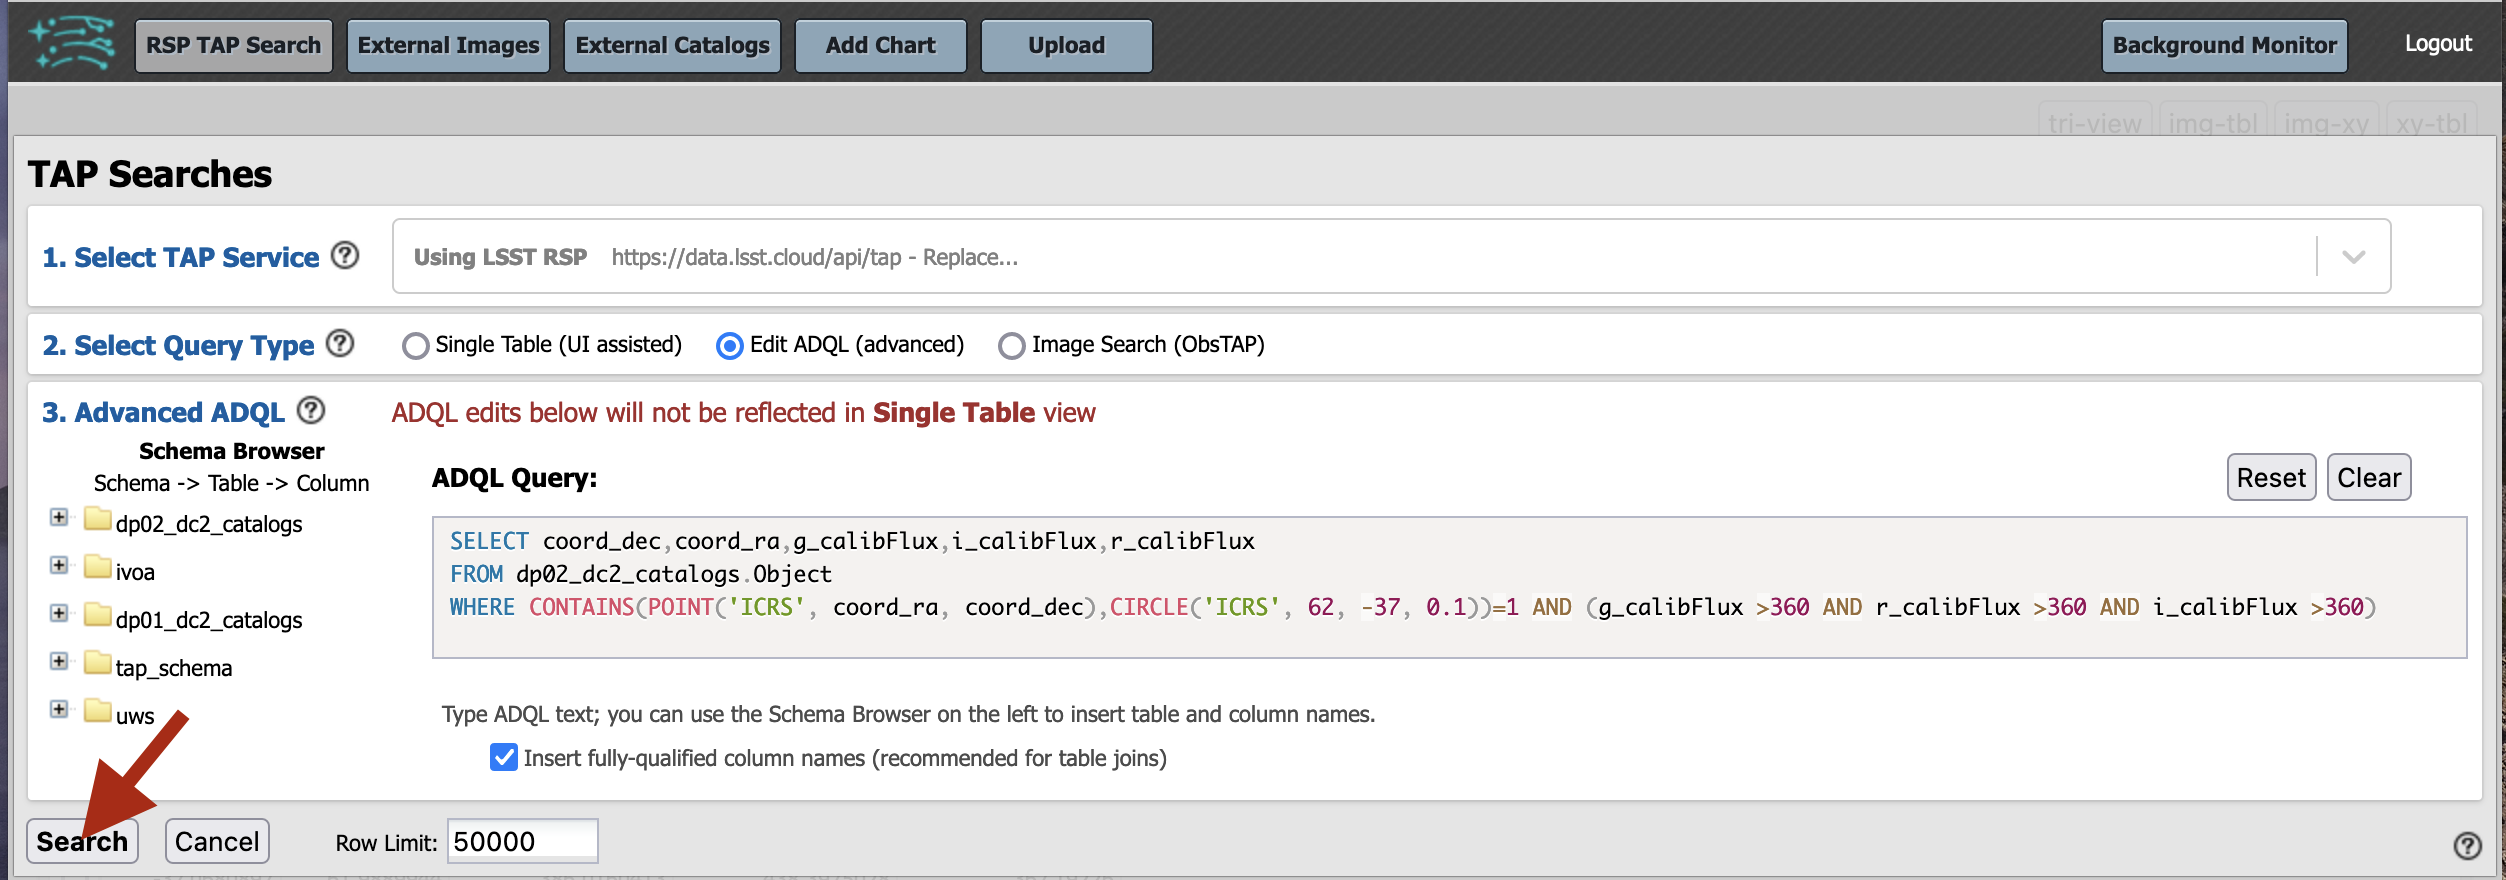 RSP TAP Search External Images External Catalogs Add Chart Upload Background Monitor Logout
tri-view img-tbl img-xy xy-tbl
TAP Searches
1. Select TAP Service Using LSST RSP https://data.lsst.cloud/api/tap - Replace...
2. Select Query Type Single Table (UI assisted) Edit ADQL (advanced) Image Search (ObsTAP)
3. Advanced ADQL ADQL edits below will not be reflected in Single Table view
Schema Browser
Schema -> Table -> Column
dp02_dc2_catalogs
ivoa
dp01_dc2_catalogs
tap_schema
uws
ADQL Query: Reset Clear
SELECT coord_dec,coord_ra,g_calibFlux,i_calibFlux,r_calibFlux
FROM dp02_dc2_catalogs.Object
WHERE CONTAINS(POINT('ICRS', coord_ra, coord_dec),CIRCLE('ICRS', 62, -37, 0.1))=1 AND (g_calibFlux >360 AND r_calibFlux >360 AND i_calibFlux >360)
Type ADQL text; you can use the Schema Browser on the left to insert table and column names.
Insert fully-qualified column names (recommended for table joins)
Search Cancel Row Limit: 50000